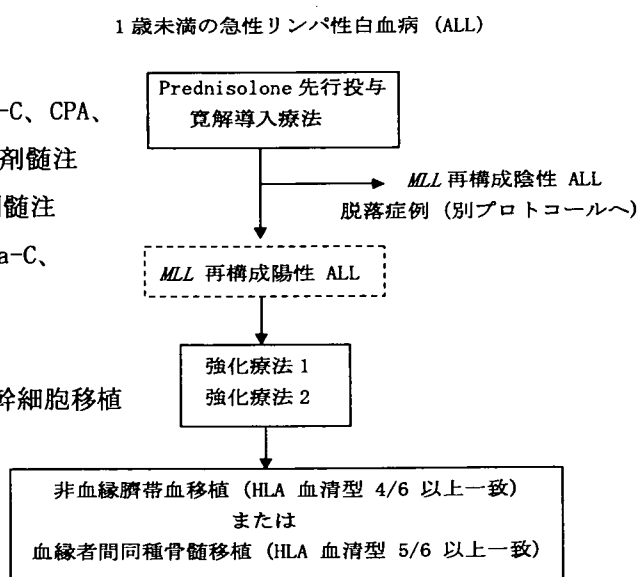 1歳未満の急性リンパ性白血病 (ALL)
Prednisolone 先行投与
寛解導入療法
-C、CPA、
剤髄注
髄注
a-C、
MLL 再構成陰性 ALL
脱落症例 (別プロトコールへ)
MLL 再構成陽性 ALL
強化療法1
強化療法2
幹細胞移植
非血縁臍帯血移植 (HLA 血清型 4/6 以上一致)
または
血縁者間同種骨髄移植 (HLA 血清型 5/6 以上一致)